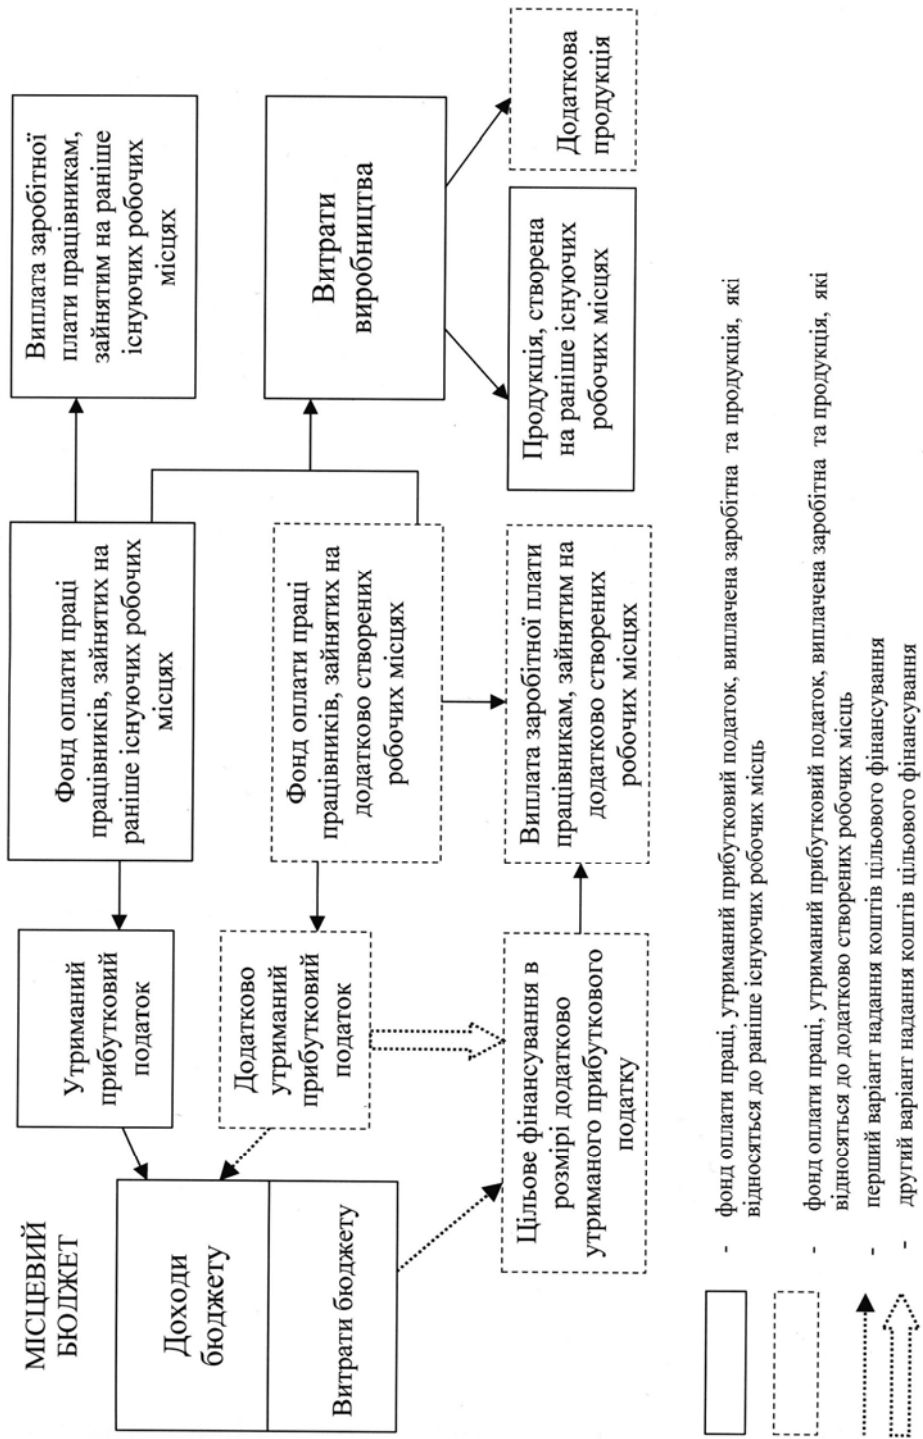 МІСЦЕВИЙ
БЮДЖЕТ
Доходи
бюджету
Витрати бюджету
Утриманий
прибутковий
податок
Додатково
утриманий
прибутковий
податок
Цільове фінансування в
розмірі додатково
утриманого прибуткового
податку
Фонд оплати праці
працівників, зайнятих на
раніше існуючих робочих
місцях
Фонд оплати праці
працівників, зайнятих на
додатково створених
робочих місцях
Виплата заробітної плати
працівникам, зайнятим на
додатково створених
робочих місцях
Виплата заробітної
плати працівникам,
зайнятим на раніше
існуючих робочих
місцях
Витрати
виробництва
Продукція, створена
на раніше існуючих
робочих місцях
Додаткова
продукція
- фонд оплати праці, утриманий прибутковий податок, виплачена заробітна та продукція, які
відносяться до раніше існуючих робочих місць
- фонд оплати праці, утриманий прибутковий податок, виплачена заробітна та продукція, які
відносяться до додатково створених робочих місць
- перший варіант надання коштів цільового фінансування
- другий варіант надання коштів цільового фінансування